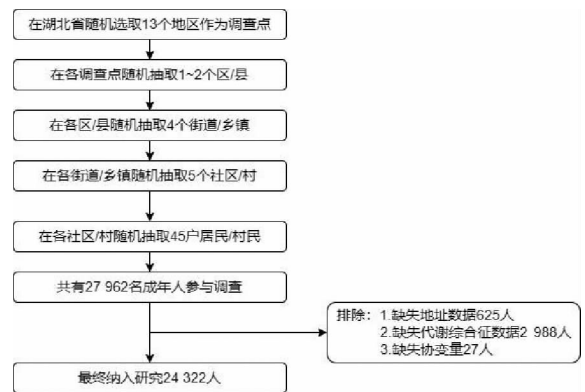 在湖北省随机选取13个地区作为调查点
在各调查点随机抽取1~2个区/县
在各区/县随机抽取4个街道/乡镇
在各街道/乡镇随机抽取5个社区/村
在各社区/村随机抽取45户居民/村民
共有27 962名成年人参与调查
排除：1.缺失地址数据625人
2.缺失代谢综合征数据2 988人
3.缺失协变量27人
最终纳入研究24 322人